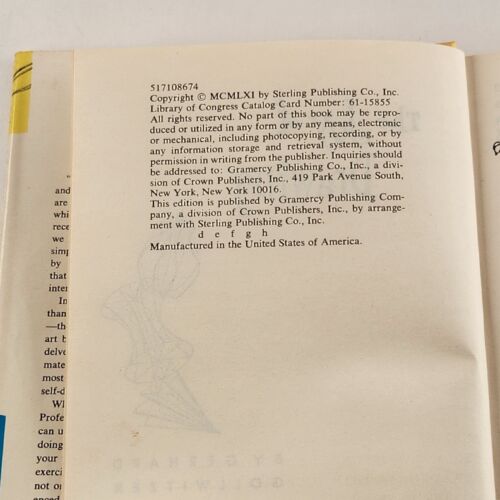 517108674
Copyright © MCMLXI by Sterling Publishing Co., Inc.
Library of Congress Catalog Card Number: 61-15855
All rights reserved. No part of this book may be repro-
duced or utilized in any form or by any means, electronic
or mechanical, including photocopying, recording, or by
any information storage and retrieval system, without
permission in writing from the publisher. Inquiries should
be addressed to: Gramercy Publishing Co., Inc., a divi-
sion of Crown Publishers, Inc., 419 Park Avenue South,
New York, New York 10016.
This edition is published by Gramercy Publishing Com-
pany, a division of Crown Publishers, Inc., by arrange-
ment with Sterling Publishing Co., Inc.
d e f g h
Manufactured in the United States of America.
and
are
whi
rece
we
simp
by
that
inter
In
than
—th
art b
delve
mate
most
self-d
Wh
Profe
can u
doing
your
exerci
not o
BY GERHARD
GOLLWITZER